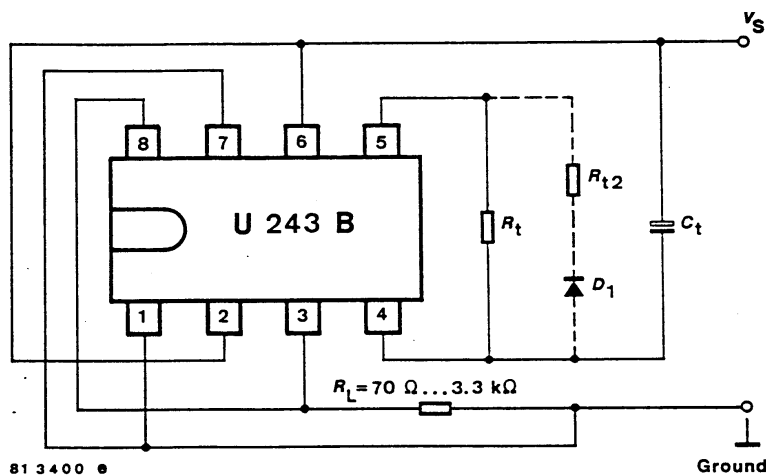 V_S
8 7 6 5
U 243 B
R_t
R_t2
C_t
D_1
1 2 3 4
R_L=70 Ω...3.3 kΩ
81 3400 e
Ground